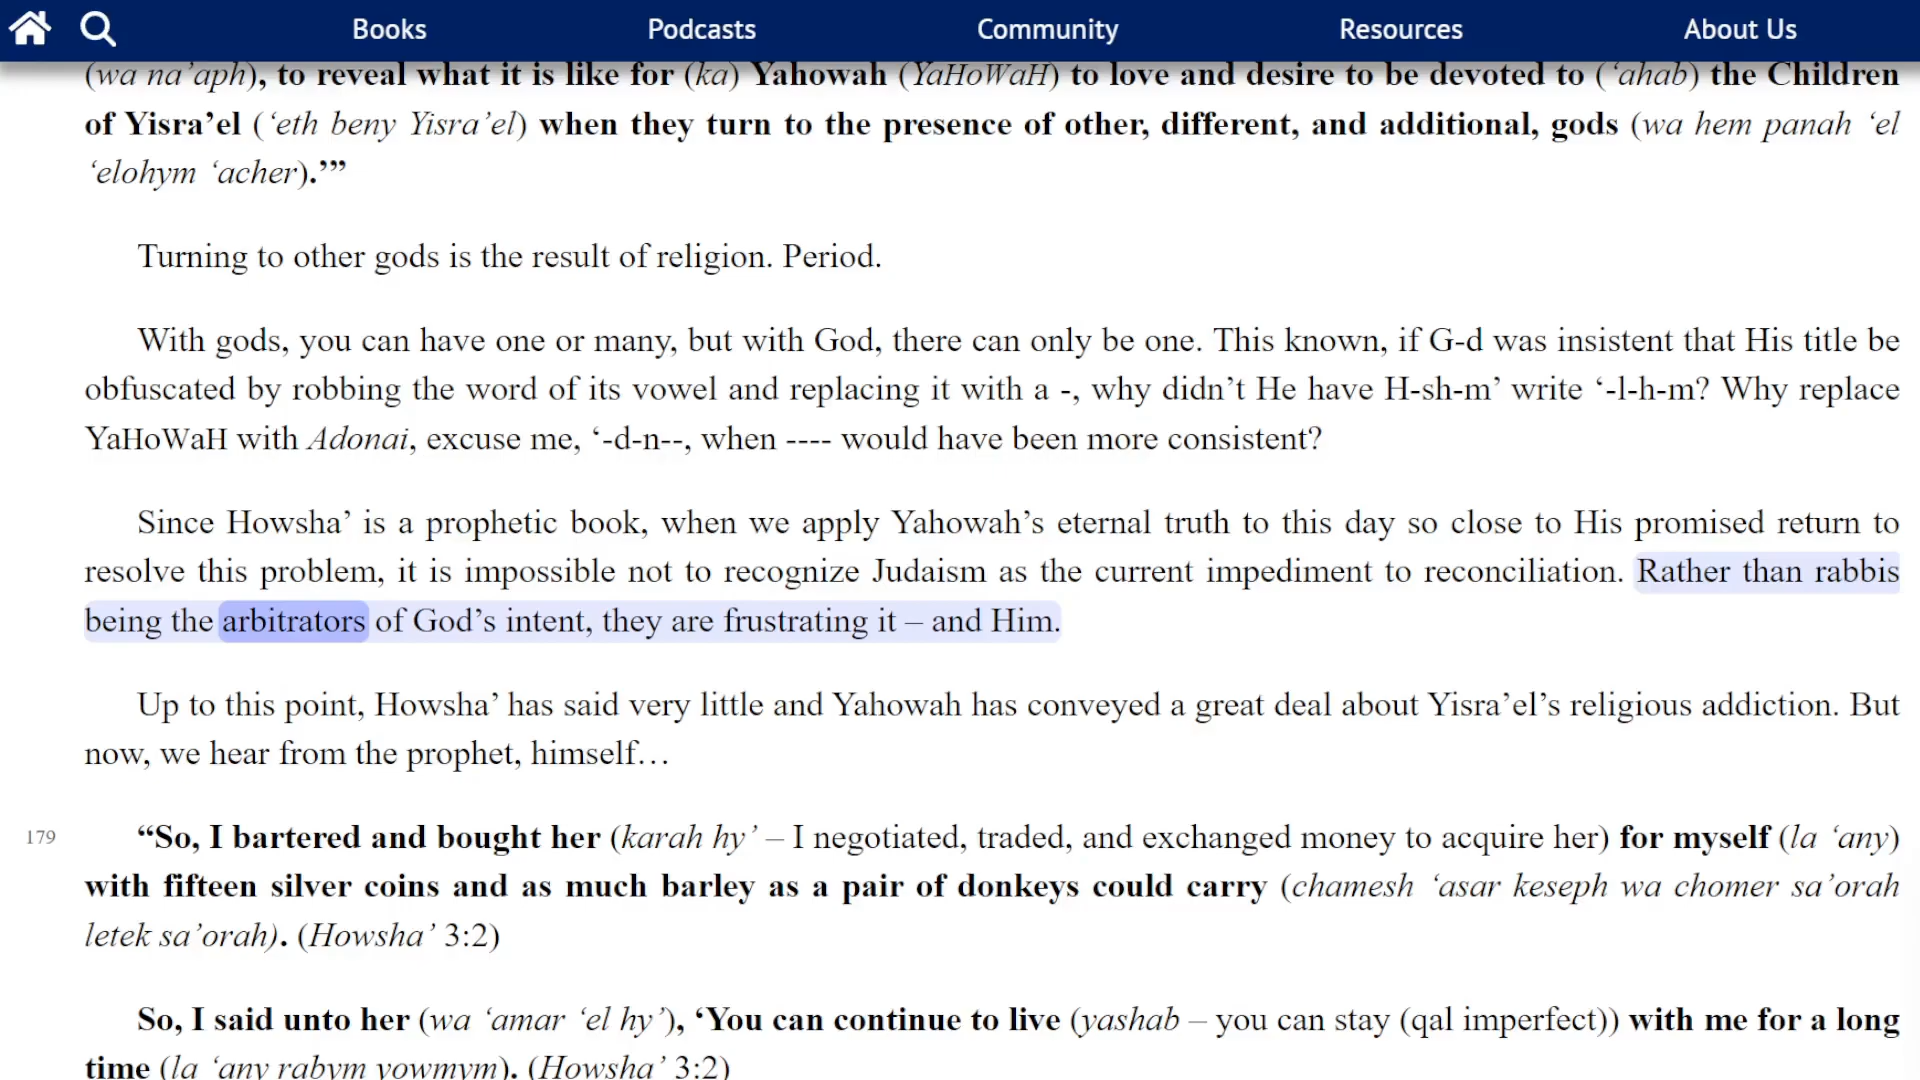 Books Podcasts Community Resources About Us
(wa na’aph), to reveal what it is like for (ka) Yahowah (YaHoWaH) to love and desire to be devoted to (‘ahab) the Children
of Yisra’el (‘eth beny Yisra’el) when they turn to the presence of other, different, and additional, gods (wa hem panah ‘el
‘elohym ‘acher).’”
Turning to other gods is the result of religion. Period.
With gods, you can have one or many, but with God, there can only be one. This known, if G-d was insistent that His title be
obfuscated by robbing the word of its vowel and replacing it with a -, why didn’t He have H-sh-m’ write ‘-l-h-m? Why replace
YaHoWaH with Adonai, excuse me, ‘-d-n--, when ---- would have been more consistent?
Since Howsha’ is a prophetic book, when we apply Yahowah’s eternal truth to this day so close to His promised return to
resolve this problem, it is impossible not to recognize Judaism as the current impediment to reconciliation. Rather than rabbis
being the arbitrators of God’s intent, they are frustrating it – and Him.
Up to this point, Howsha’ has said very little and Yahowah has conveyed a great deal about Yisra’el’s religious addiction. But
now, we hear from the prophet, himself…
179 “So, I bartered and bought her (karah hy’ – I negotiated, traded, and exchanged money to acquire her) for myself (la ‘any)
with fifteen silver coins and as much barley as a pair of donkeys could carry (chamesh ‘asar keseph wa chomer sa’orah
letek sa’orah). (Howsha’ 3:2)
So, I said unto her (wa ‘amar ‘el hy’), ‘You can continue to live (yashab – you can stay (qal imperfect)) with me for a long
time (la ‘any rabym yowmym). (Howsha’ 3:2)